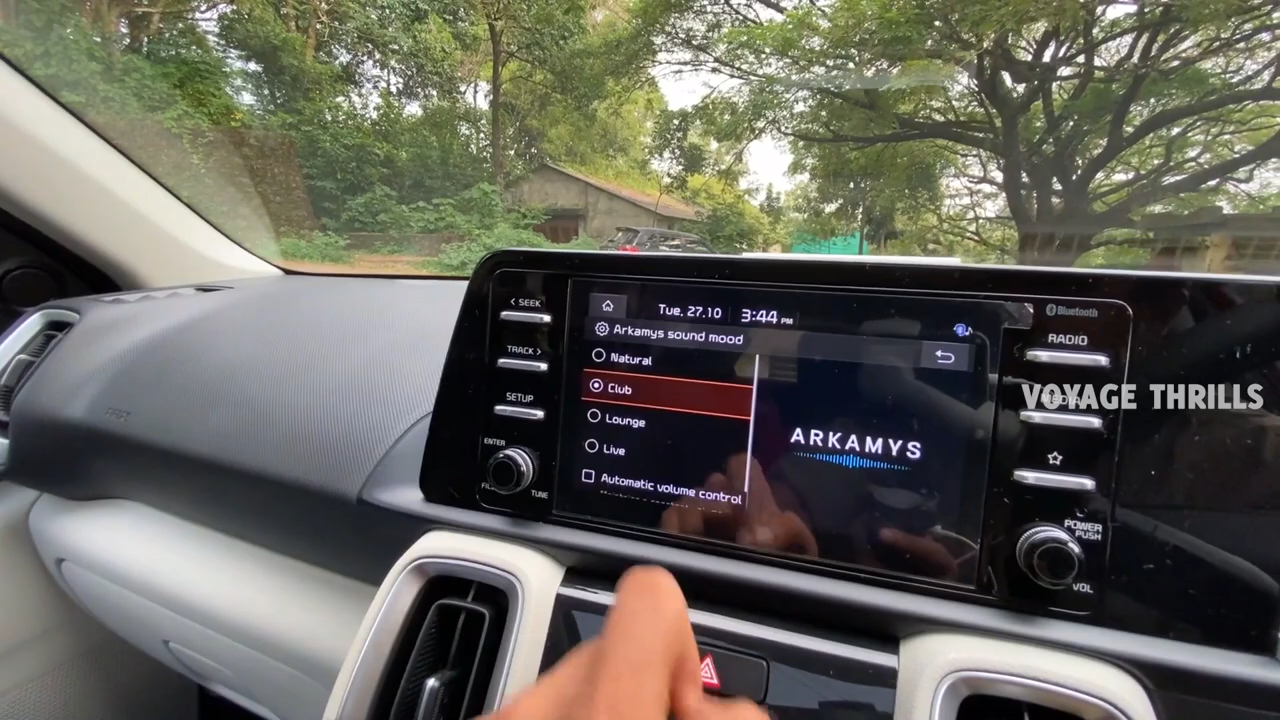 < SEEK
TRACK >
SETUP
ENTER
TUNE
Tue, 27.10 3:44 PM
Arkamys sound mood
Natural
Club
Lounge
Live
Automatic volume control
ARKAMYS
Bluetooth
RADIO
MEDIA
VOYAGE THRILLS
POWER
PUSH
VOL